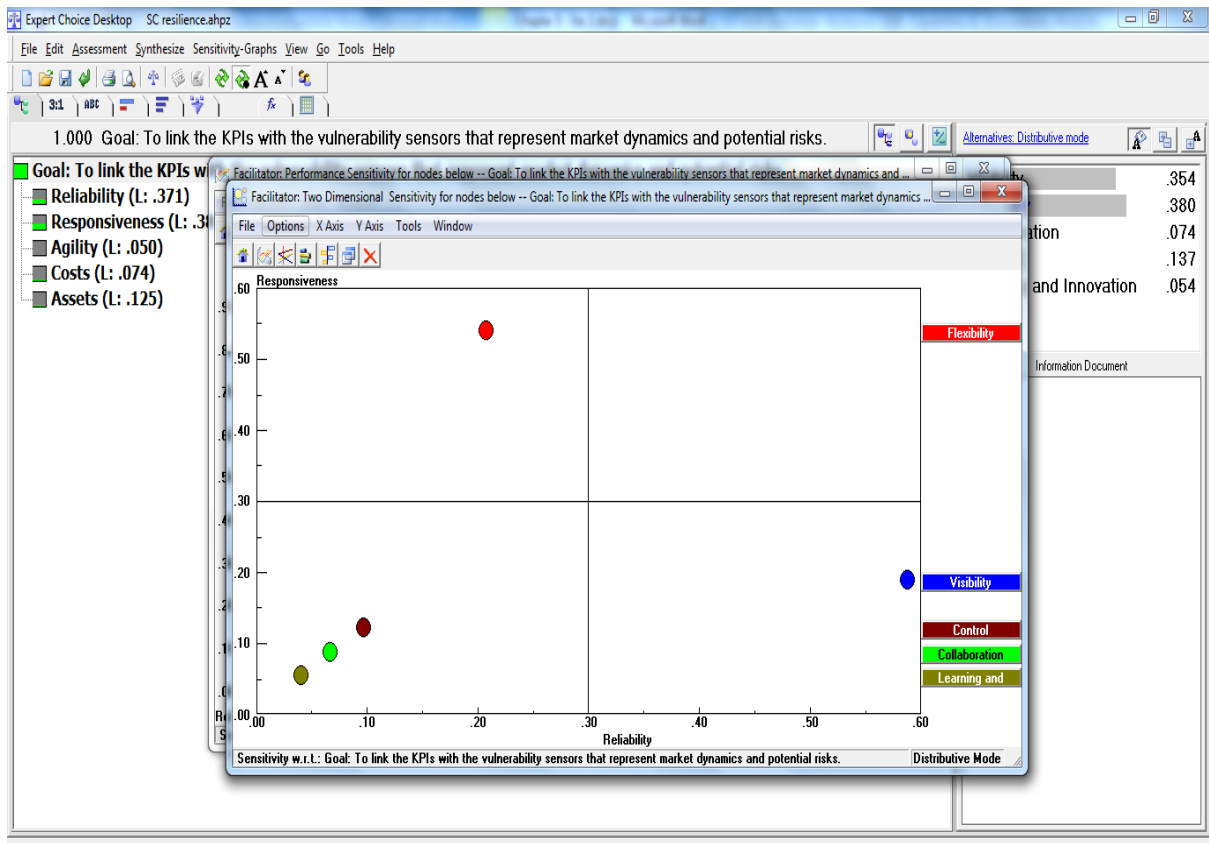 Expert Choice Desktop SC resilience.ahpz
File Edit Assessment Synthesize Sensitivity-Graphs View Go Tools Help
3:1 ABC fx
1.000 Goal: To link the KPIs with the vulnerability sensors that represent market dynamics and potential risks.
Alternatives: Distributive mode
Goal: To link the KPIs wi
Reliability (L: .371)
Responsiveness (L: .38
Agility (L: .050)
Costs (L: .074)
Assets (L: .125)
Facilitator: Performance Sensitivity for nodes below -- Goal: To link the KPIs with the vulnerability sensors that represent market dynamics and ...
Facilitator: Two Dimensional Sensitivity for nodes below -- Goal: To link the KPIs with the vulnerability sensors that represent market dynamics ...
File Options X Axis Y Axis Tools Window
Responsiveness
.60
.50
.40
.30
.20
.10
.00
.00 .10 .20 .30 .40 .50 .60
Reliability
Flexibility
Visibility
Control
Collaboration
Learning and
Sensitivity w.r.t.: Goal: To link the KPIs with the vulnerability sensors that represent market dynamics and potential risks. Distributive Mode
.354
.380
ation .074
.137
and Innovation .054
Information Document